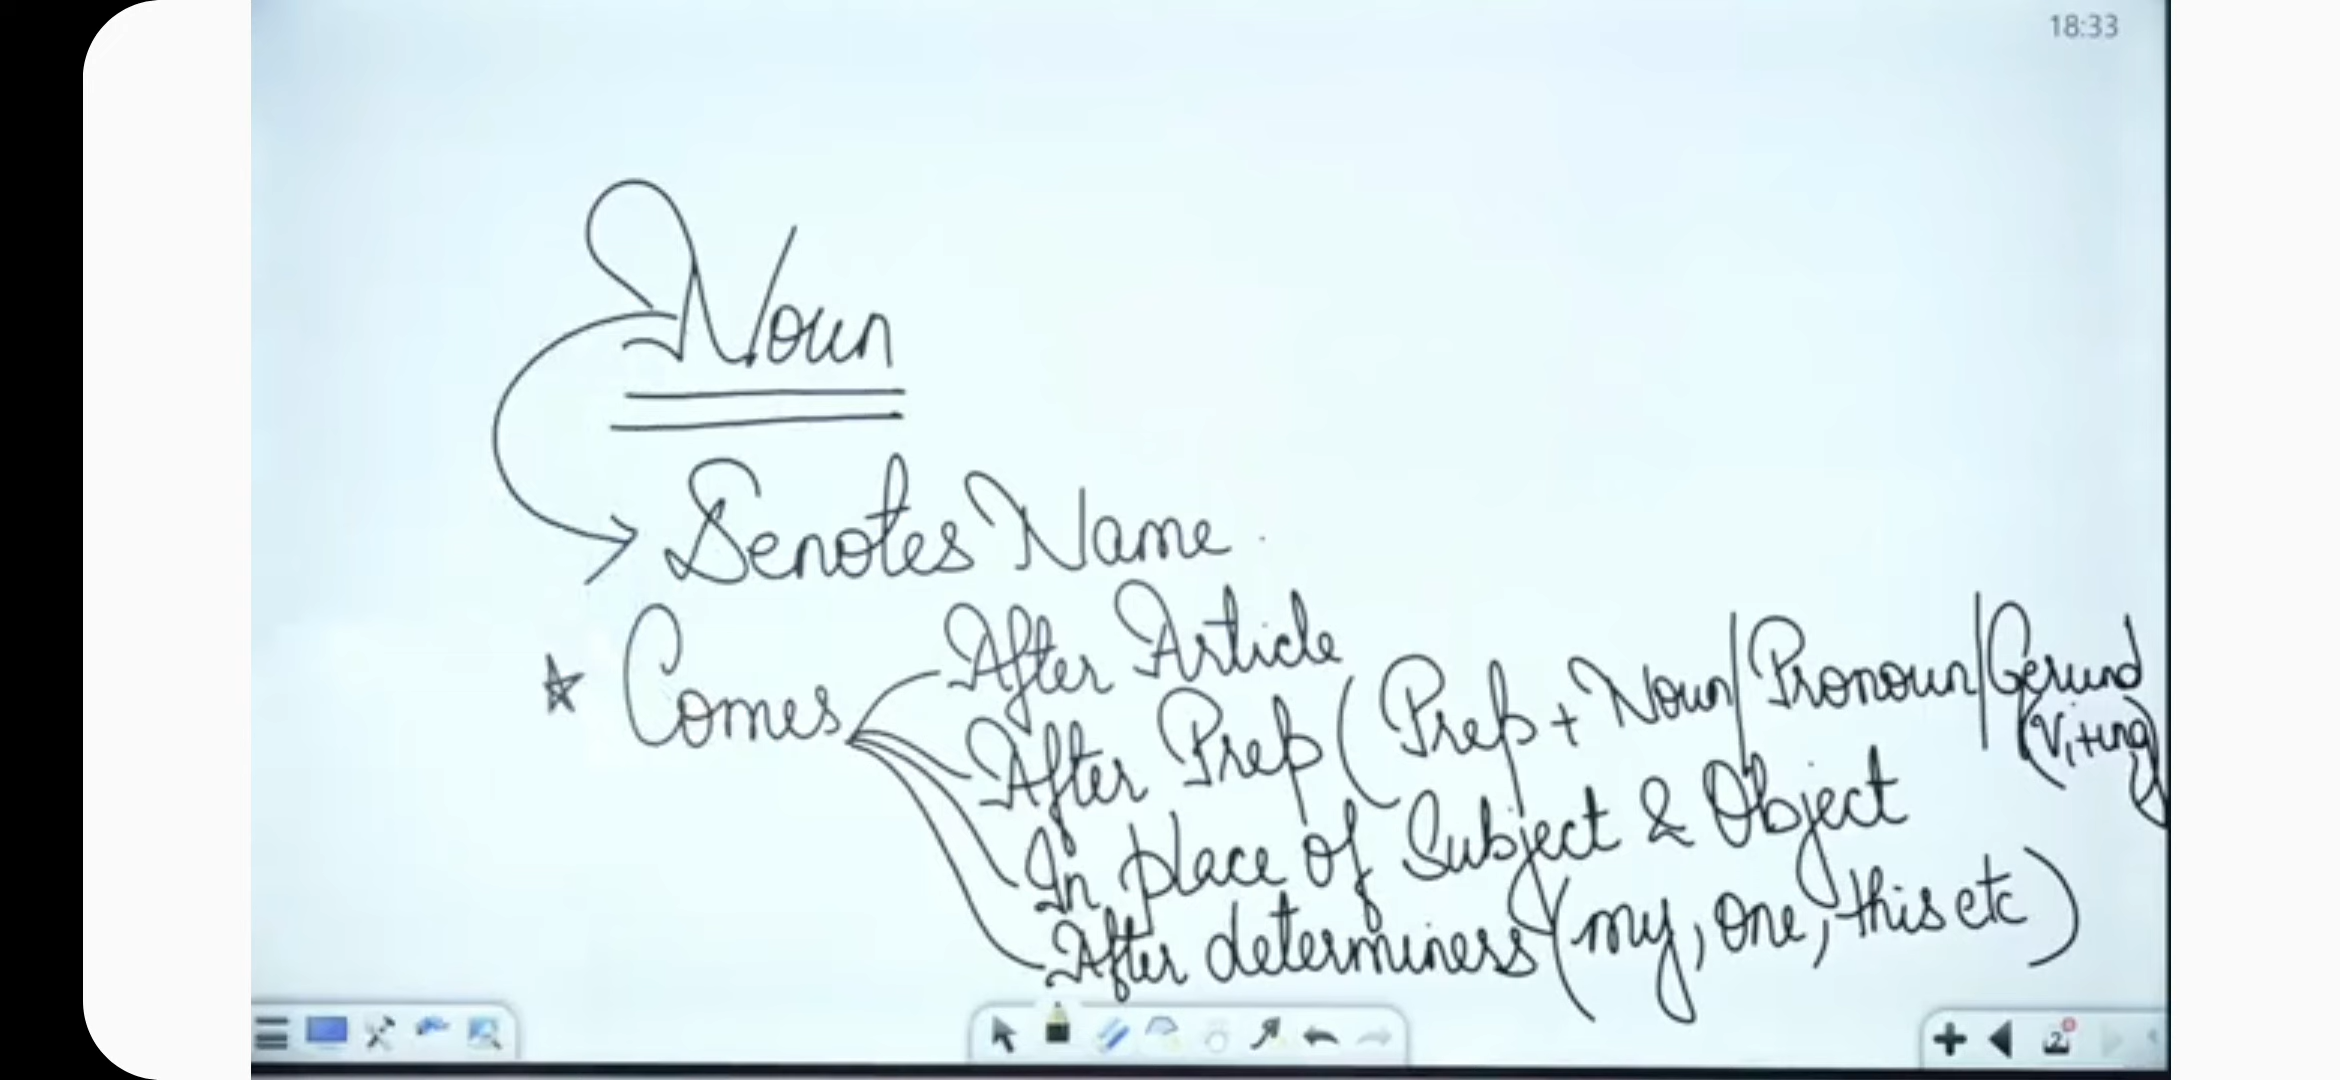 18:33
Noun
Denotes Name
Comes
After Article
After Prep (Prep + Noun/Pronoun/Gerund
(V₁+ing)
In place of Subject & Object
After determiners (my, one, this etc)
2